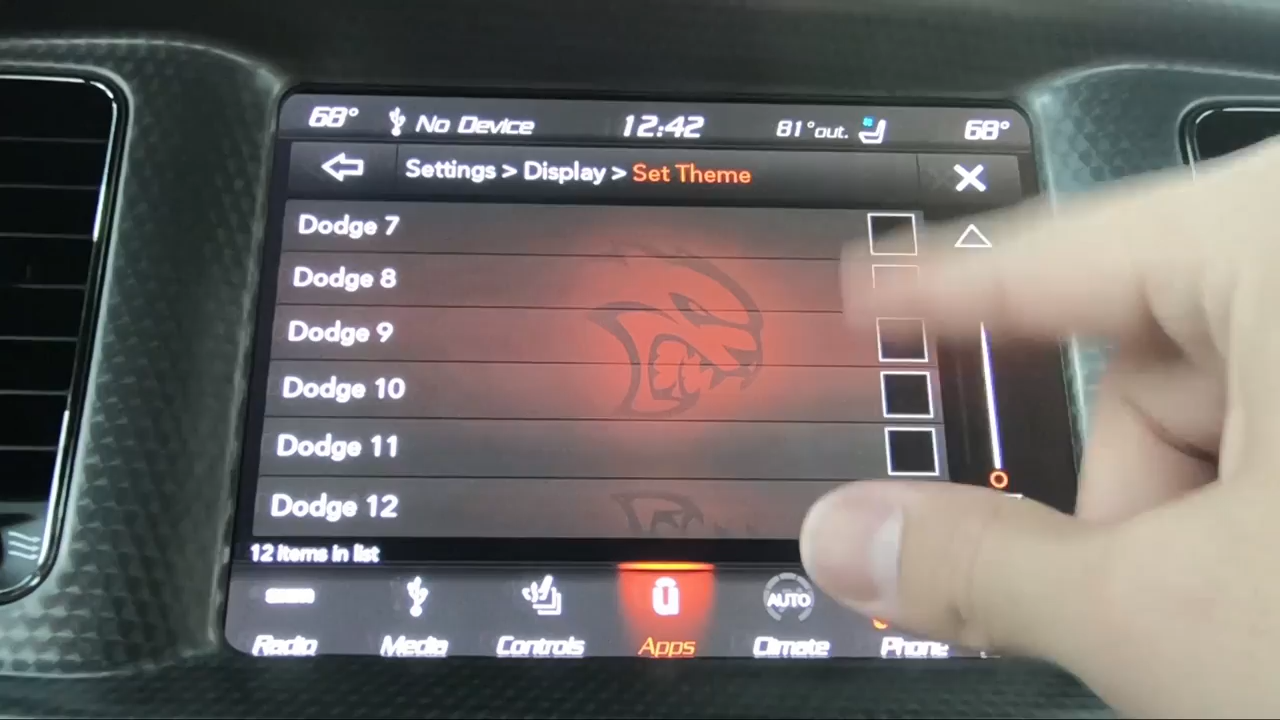 68° No Device 12:42 81°out. 68°
Settings > Display > Set Theme
Dodge 7
Dodge 8
Dodge 9
Dodge 10
Dodge 11
Dodge 12
12 items in list
AUTO
Radio Media Controls Apps Climate Phone